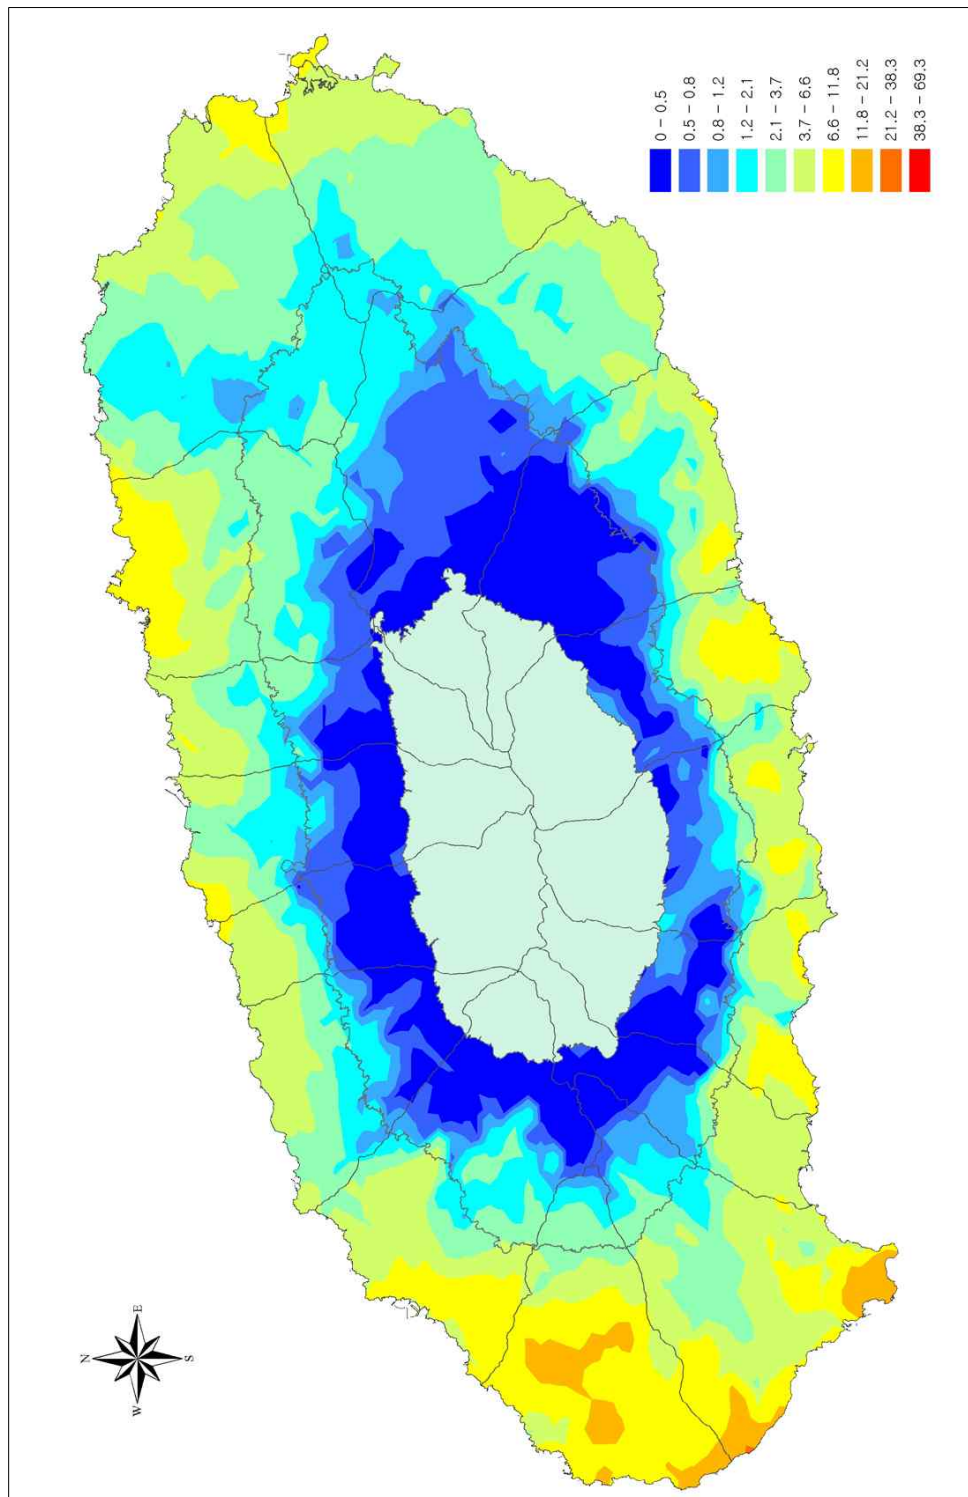 0 – 0.5
0.5 – 0.8
0.8 – 1.2
1.2 – 2.1
2.1 – 3.7
3.7 – 6.6
6.6 – 11.8
11.8 – 21.2
21.2 – 38.3
38.3 – 69.3
N
W
E
S